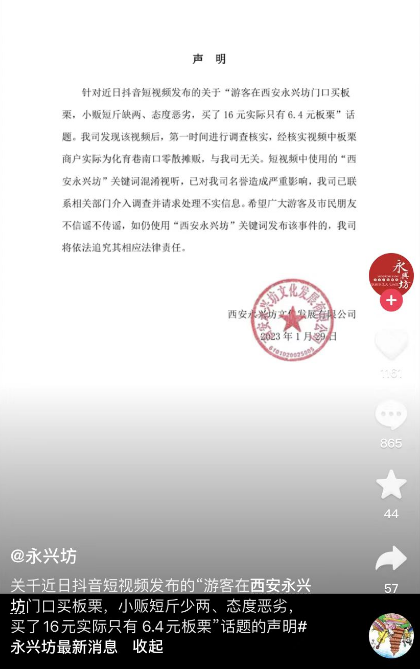 声 明
针对近日抖音短视频发布的关于“游客在西安永兴坊门口买板
栗,小贩短斤缺两、态度恶劣,买了 16 元实际只有 6.4 元板栗”话
题。我司发现该视频后,第一时间进行调查核实,经核实视频中板栗
商户实际为化育巷南口零散摊贩,与我司无关。短视频中使用的“西
安永兴坊”关键词混淆视听,已对我司名誉造成严重影响,我司已联
系相关部门介入调查并请求处理不实信息。希望广大游客及市民朋友
不信谣不传谣,如仍使用“西安永兴坊”关键词发布该事件的,我司
将依法追究其相应法律责任。
西安永兴坊文化发展有限公司
2023 年 1 月 29 日
永兴坊
865
44
57
@永兴坊
关于近日抖音短视频发布的“游客在西安永兴
坊门口买板栗,小贩短斤少两、态度恶劣,
买了16元实际只有 6.4 元板栗”话题的声明#
永兴坊最新消息 收起